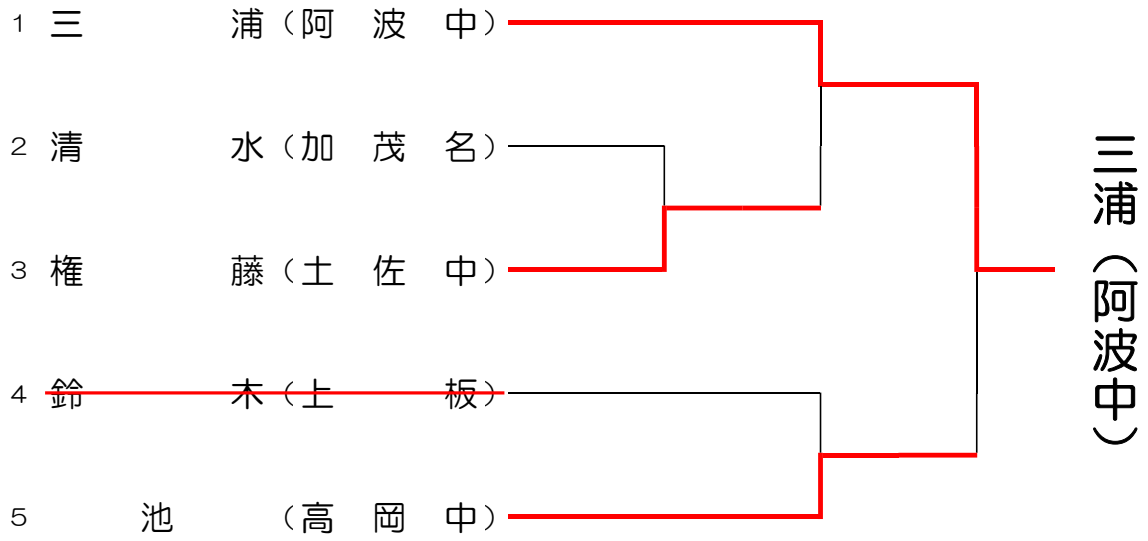 1 三浦（阿波中）
2 清水（加茂名）
3 権藤（土佐中）
4 鈴木（上板）
5 池（高岡中）
三浦（阿波中）